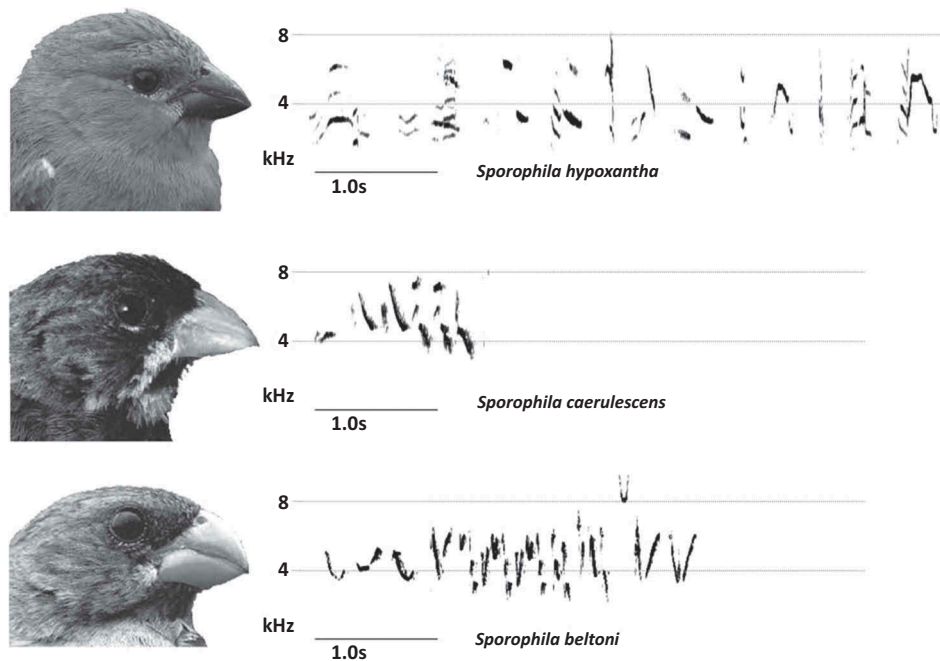 8
4
kHz
Sporophila hypoxantha
1.0s
8
4
kHz
Sporophila caerulescens
1.0s
8
4
kHz
Sporophila beltoni
1.0s